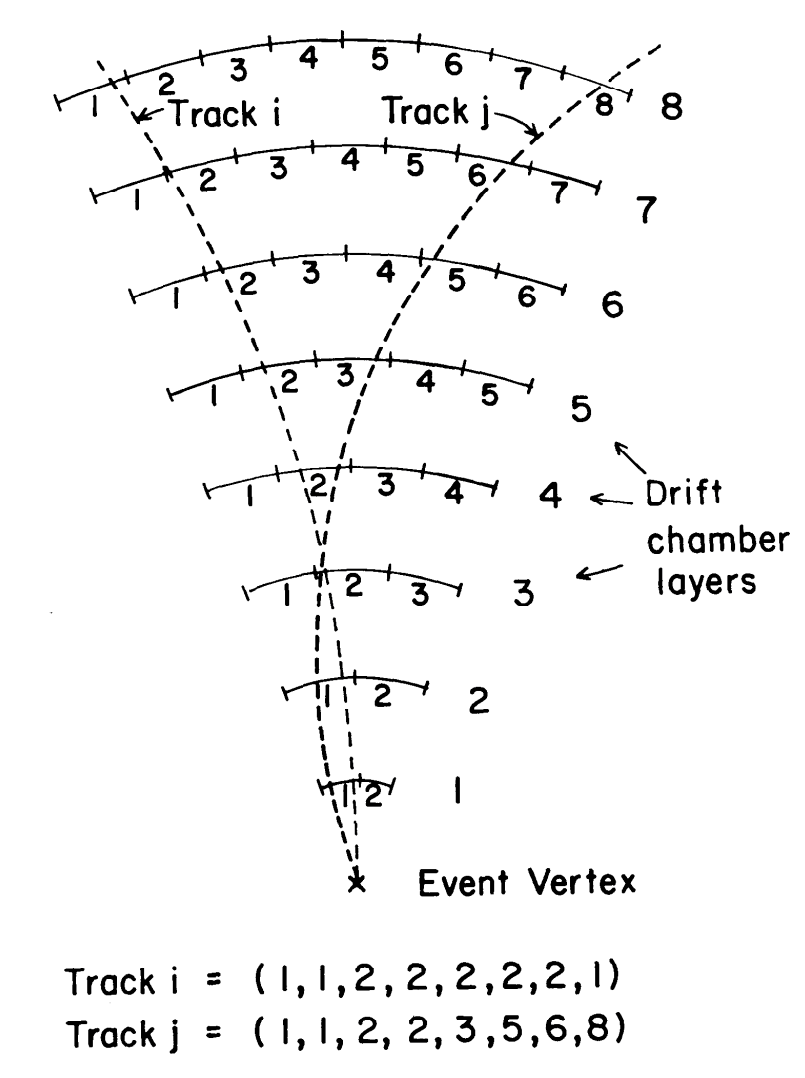 1 2 3 4 5 6 7 8 8
Track i Track j
1 2 3 4 5 6 7 7
1 2 3 4 5 6 6
1 2 3 4 5 5
1 2 3 4 4 Drift
chamber
layers
1 2 3 3
1 2 2
1 2 1
Event Vertex
Track i = (1,1,2,2,2,2,2,1)
Track j = (1,1,2,2,3,5,6,8)